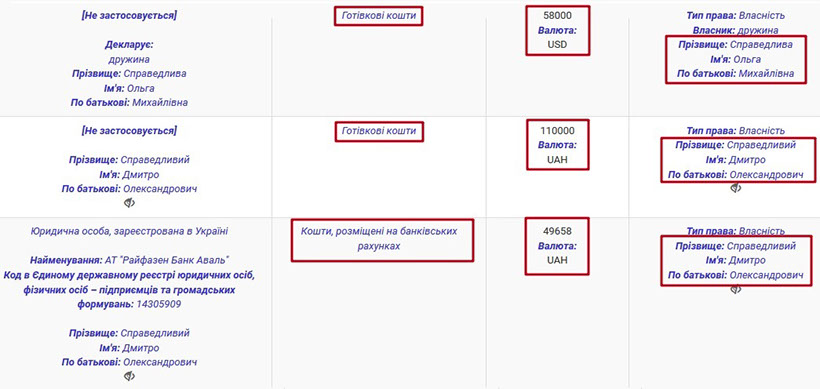 [Не застосовується]
Декларує:
дружина
Прізвище: Справедлива
Ім'я: Ольга
По батькові: Михайлівна
Готівкові кошти
58000
Валюта:
USD
Тип права: Власність
Власник: дружина
Прізвище: Справедлива
Ім'я: Ольга
По батькові: Михайлівна
[Не застосовується]
Прізвище: Справедливий
Ім'я: Дмитро
По батькові: Олександрович
Готівкові кошти
110000
Валюта:
UAH
Тип права: Власність
Прізвище: Справедливий
Ім'я: Дмитро
По батькові: Олександрович
Юридична особа, зареєстрована в Україні
Найменування: АТ "Райфазен Банк Аваль"
Код в Єдиному державному реєстрі юридичних осіб,
фізичних осіб – підприємців та громадських
формувань: 14305909
Прізвище: Справедливий
Ім'я: Дмитро
По батькові: Олександрович
Кошти, розміщені на банківських
рахунках
49658
Валюта:
UAH
Тип права: Власність
Прізвище: Справедливий
Ім'я: Дмитро
По батькові: Олександрович